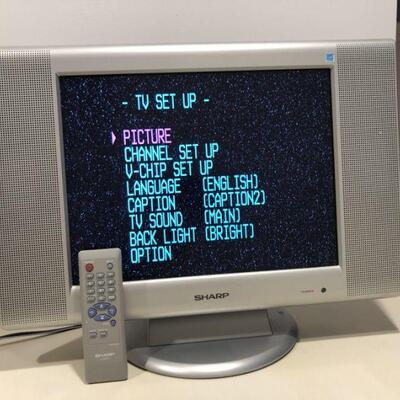 - TV SET UP -
PICTURE
CHANNEL SET UP
V-CHIP SET UP
LANGUAGE (ENGLISH)
CAPTION (CAPTION2)
TV SOUND (MAIN)
BACK LIGHT (BRIGHT)
OPTION
SHARP
SHARP